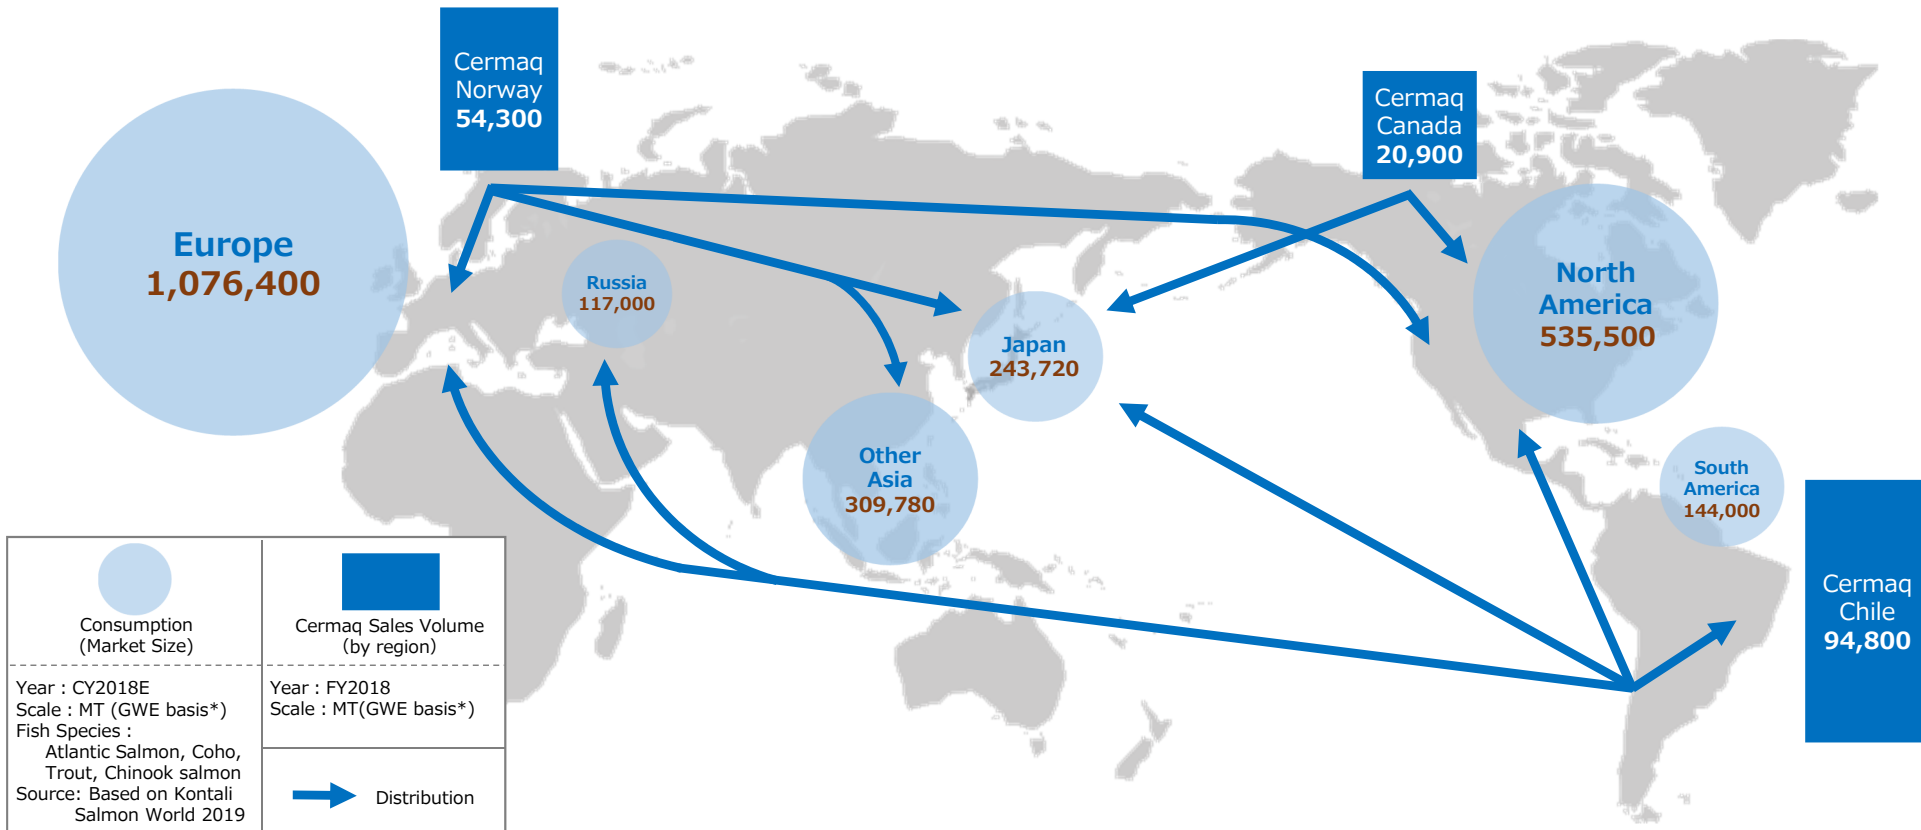 Cermaq
Norway
54,300
Cermaq
Canada
20,900
Europe
1,076,400
Russia
117,000
Japan
243,720
North
America
535,500
Other
Asia
309,780
South
America
144,000
Cermaq
Chile
94,800
Consumption
(Market Size)
Cermaq Sales Volume
(by region)
Year : CY2018E
Scale : MT (GWE basis*)
Fish Species :
Atlantic Salmon, Coho,
Trout, Chinook salmon
Source: Based on Kontali
Salmon World 2019
Year : FY2018
Scale : MT(GWE basis*)
Distribution